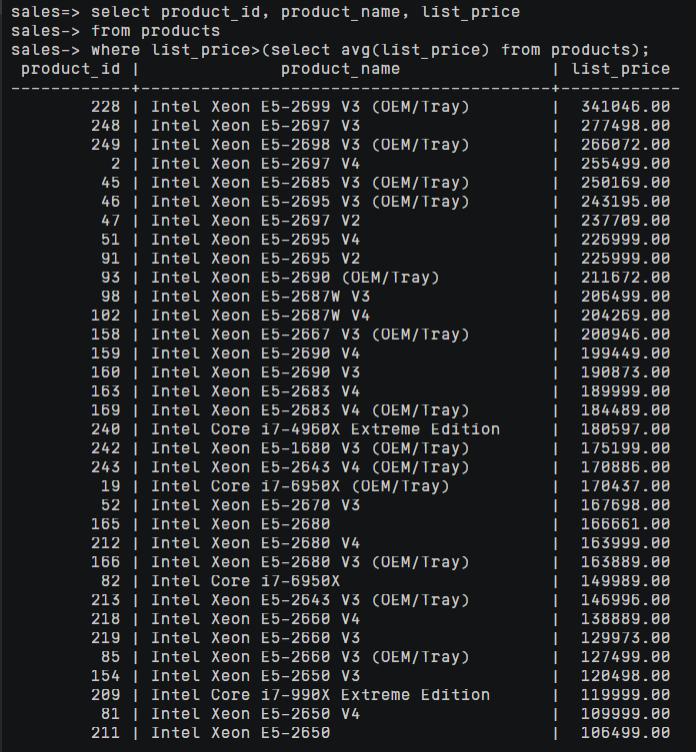 sales=> select product_id, product_name, list_price
sales-> from products
sales-> where list_price>(select avg(list_price) from products);
 product_id |              product_name               | list_price
------------+-----------------------------------------+------------
        228 | Intel Xeon E5-2699 V3 (OEM/Tray)        |  341046.00
        248 | Intel Xeon E5-2697 V3                   |  277498.00
        249 | Intel Xeon E5-2698 V3 (OEM/Tray)        |  266072.00
          2 | Intel Xeon E5-2697 V4                   |  255499.00
         45 | Intel Xeon E5-2685 V3 (OEM/Tray)        |  250169.00
         46 | Intel Xeon E5-2695 V3 (OEM/Tray)        |  243195.00
         47 | Intel Xeon E5-2697 V2                   |  237709.00
         51 | Intel Xeon E5-2695 V4                   |  226999.00
         91 | Intel Xeon E5-2695 V2                   |  225999.00
         93 | Intel Xeon E5-2690 (OEM/Tray)           |  211672.00
         98 | Intel Xeon E5-2687W V3                  |  206499.00
        102 | Intel Xeon E5-2687W V4                  |  204269.00
        158 | Intel Xeon E5-2667 V3 (OEM/Tray)        |  200946.00
        159 | Intel Xeon E5-2690 V4                   |  199449.00
        160 | Intel Xeon E5-2690 V3                   |  190873.00
        163 | Intel Xeon E5-2683 V4                   |  189999.00
        169 | Intel Xeon E5-2683 V4 (OEM/Tray)        |  184489.00
        240 | Intel Core i7-4960X Extreme Edition     |  180597.00
        242 | Intel Xeon E5-1680 V3 (OEM/Tray)        |  175199.00
        243 | Intel Xeon E5-2643 V4 (OEM/Tray)        |  170886.00
         19 | Intel Core i7-6950X (OEM/Tray)          |  170437.00
         52 | Intel Xeon E5-2670 V3                   |  167698.00
        165 | Intel Xeon E5-2680                      |  166661.00
        212 | Intel Xeon E5-2680 V4                   |  163999.00
        166 | Intel Xeon E5-2680 V3 (OEM/Tray)        |  163889.00
         82 | Intel Core i7-6950X                     |  149989.00
        213 | Intel Xeon E5-2643 V3 (OEM/Tray)        |  146996.00
        218 | Intel Xeon E5-2660 V4                   |  138889.00
        219 | Intel Xeon E5-2660 V3                   |  129973.00
         85 | Intel Xeon E5-2660 V3 (OEM/Tray)        |  127499.00
        154 | Intel Xeon E5-2650 V3                   |  120498.00
        209 | Intel Core i7-990X Extreme Edition      |  119999.00
         81 | Intel Xeon E5-2650 V4                   |  109999.00
        211 | Intel Xeon E5-2650                      |  106499.00